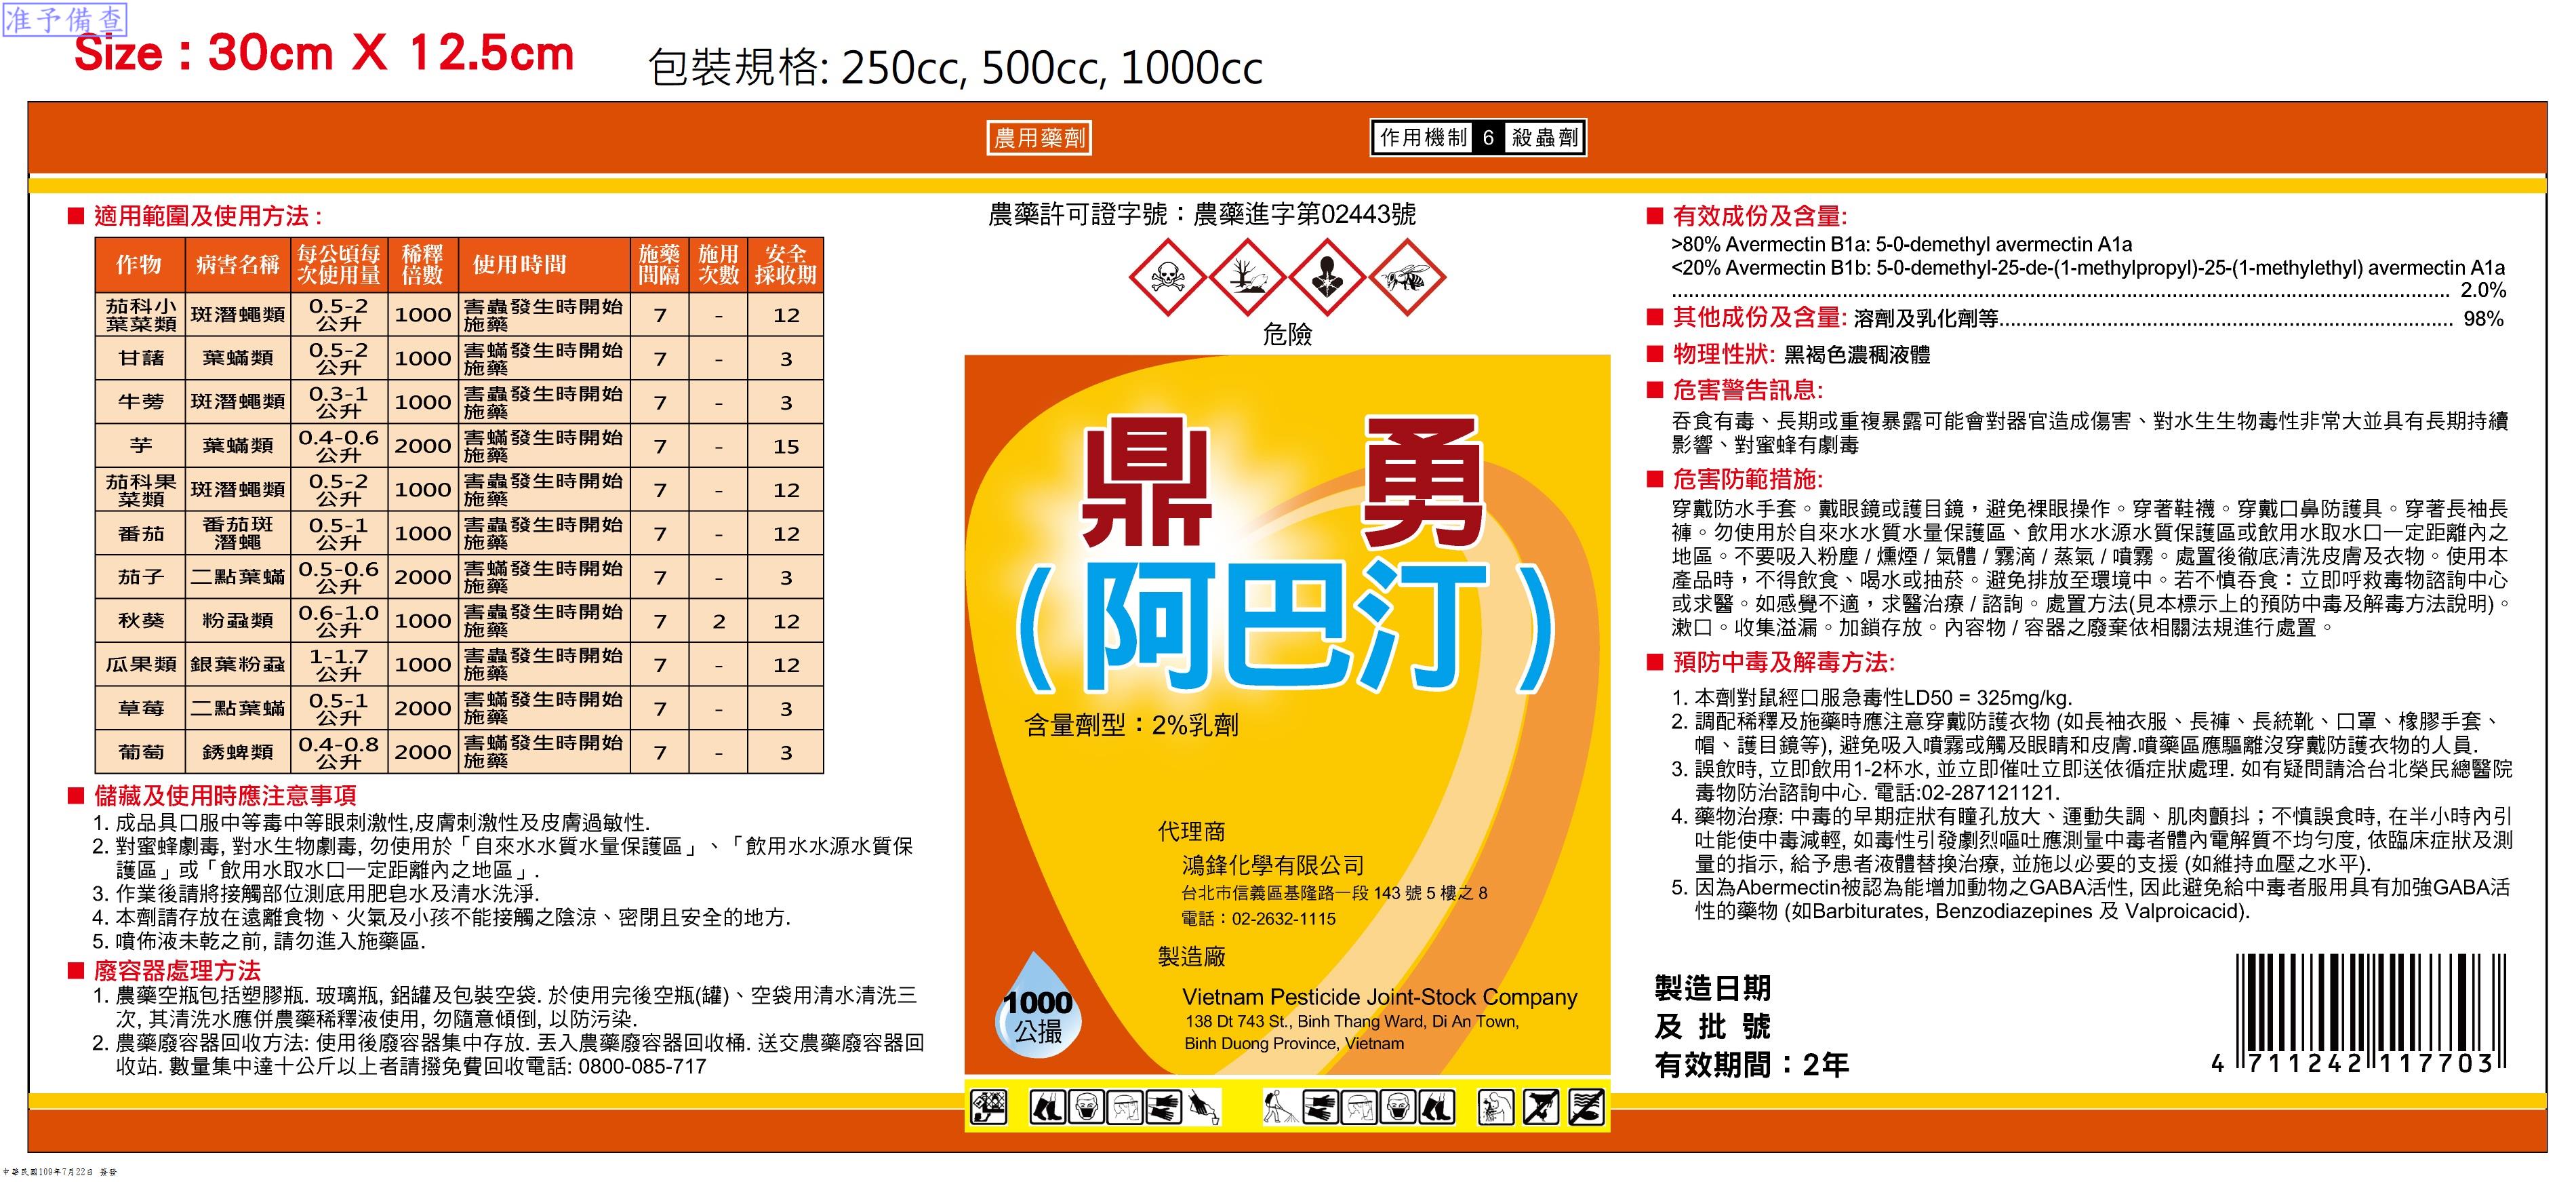 准予備查
Size : 30cm X 12.5cm
包裝規格: 250cc, 500cc, 1000cc
農用藥劑
作用機制 6 殺蟲劑
■ 適用範圍及使用方法 :
作物 病害名稱 每公頃每次使用量 稀釋倍數 使用時間 施藥間隔 施用次數 安全採收期
茄科小葉菜類 斑潛蠅類 0.5-2公升 1000 害蟲發生時開始施藥 7 - 12
甘藷 葉蟎類 0.5-2公升 1000 害蟎發生時開始施藥 7 - 3
牛蒡 斑潛蠅類 0.3-1公升 1000 害蟲發生時開始施藥 7 - 3
芋 葉蟎類 0.4-0.6公升 2000 害蟎發生時開始施藥 7 - 15
茄科果菜類 斑潛蠅類 0.5-2公升 1000 害蟲發生時開始施藥 7 - 12
番茄 番茄斑潛蠅 0.5-1公升 1000 害蟲發生時開始施藥 7 - 12
茄子 二點葉蟎 0.5-0.6公升 2000 害蟎發生時開始施藥 7 - 3
秋葵 粉蝨類 0.6-1.0公升 1000 害蟲發生時開始施藥 7 2 12
瓜果類 銀葉粉蝨 1-1.7公升 1000 害蟲發生時開始施藥 7 - 12
草莓 二點葉蟎 0.5-1公升 2000 害蟎發生時開始施藥 7 - 3
葡萄 銹蜱類 0.4-0.8公升 2000 害蟎發生時開始施藥 7 - 3
■ 儲藏及使用時應注意事項
1. 成品具口服中等毒中等眼刺激性,皮膚刺激性及皮膚過敏性.
2. 對蜜蜂劇毒, 對水生物劇毒, 勿使用於「自來水水質水量保護區」、「飲用水水源水質保
護區」或「飲用水取水口一定距離內之地區」.
3. 作業後請將接觸部位測底用肥皂水及清水洗淨.
4. 本劑請存放在遠離食物、火氣及小孩不能接觸之陰涼、密閉且安全的地方.
5. 噴佈液未乾之前, 請勿進入施藥區.
■ 廢容器處理方法
1. 農藥空瓶包括塑膠瓶. 玻璃瓶, 鋁罐及包裝空袋. 於使用完後空瓶(罐)、空袋用清水清洗三
次, 其清洗水應併農藥稀釋液使用, 勿隨意傾倒, 以防污染.
2. 農藥廢容器回收方法: 使用後廢容器集中存放. 丟入農藥廢容器回收桶. 送交農藥廢容器回
收站. 數量集中達十公斤以上者請撥免費回收電話: 0800-085-717
農藥許可證字號：農藥進字第02443號
危險
鼎 勇
(阿巴汀)
含量劑型：2%乳劑
代理商
鴻鋒化學有限公司
台北市信義區基隆路一段 143 號 5 樓之 8
電話：02-2632-1115
製造廠
Vietnam Pesticide Joint-Stock Company
138 Dt 743 St., Binh Thang Ward, Di An Town,
Binh Duong Province, Vietnam
1000
公撮
■ 有效成份及含量:
>80% Avermectin B1a: 5-0-demethyl avermectin A1a
<20% Avermectin B1b: 5-0-demethyl-25-de-(1-methylpropyl)-25-(1-methylethyl) avermectin A1a
........................................ 2.0%
■ 其他成份及含量: 溶劑及乳化劑等........................................ 98%
■ 物理性狀: 黑褐色濃稠液體
■ 危害警告訊息:
吞食有毒、長期或重複暴露可能會對器官造成傷害、對水生生物毒性非常大並具有長期持續
影響、對蜜蜂有劇毒
■ 危害防範措施:
穿戴防水手套。戴眼鏡或護目鏡，避免裸眼操作。穿著鞋襪。穿戴口鼻防護具。穿著長袖長
褲。勿使用於自來水水質水量保護區、飲用水水源水質保護區或飲用水取水口一定距離內之
地區。不要吸入粉塵 / 燻煙 / 氣體 / 霧滴 / 蒸氣 / 噴霧。處置後徹底清洗皮膚及衣物。使用本
產品時，不得飲食、喝水或抽菸。避免排放至環境中。若不慎吞食：立即呼救毒物諮詢中心
或求醫。如感覺不適，求醫治療 / 諮詢。處置方法(見本標示上的預防中毒及解毒方法說明)。
漱口。收集溢漏。加鎖存放。內容物 / 容器之廢棄依相關法規進行處置。
■ 預防中毒及解毒方法:
1. 本劑對鼠經口服急毒性LD50 = 325mg/kg.
2. 調配稀釋及施藥時應注意穿戴防護衣物 (如長袖衣服、長褲、長統靴、口罩、橡膠手套、
帽、護目鏡等), 避免吸入噴霧或觸及眼睛和皮膚.噴藥區應驅離沒穿戴防護衣物的人員.
3. 誤飲時, 立即飲用1-2杯水, 並立即催吐立即送依循症狀處理. 如有疑問請洽台北榮民總醫院
毒物防治諮詢中心. 電話:02-287121121.
4. 藥物治療: 中毒的早期症狀有瞳孔放大、運動失調、肌肉顫抖；不慎誤食時, 在半小時內引
吐能使中毒減輕, 如毒性引發劇烈嘔吐應測量中毒者體內電解質不均勻度, 依臨床症狀及測
量的指示, 給予患者液體替換治療, 並施以必要的支援 (如維持血壓之水平).
5. 因為Abermectin被認為能增加動物之GABA活性, 因此避免給中毒者服用具有加強GABA活
性的藥物 (如Barbiturates, Benzodiazepines 及 Valproicacid).
製造日期
及 批 號
有效期間：2年
4 711242 117703
中華民國109年7月22日 簽發